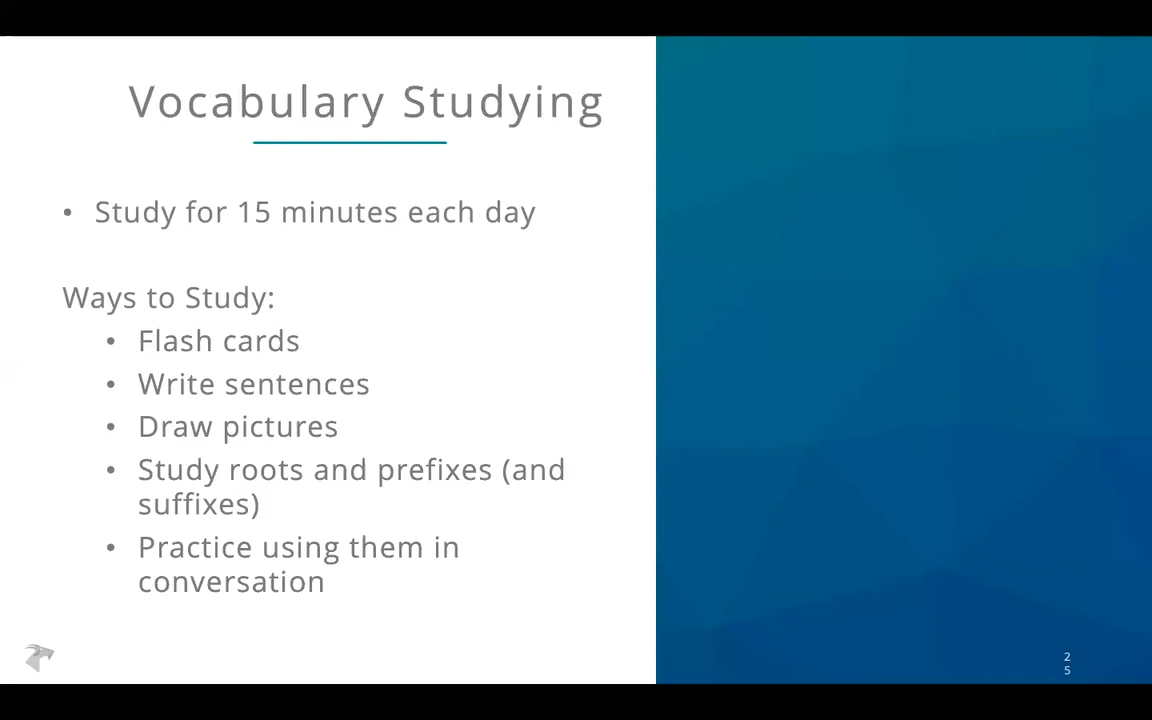 Vocabulary Studying
• Study for 15 minutes each day
Ways to Study:
• Flash cards
• Write sentences
• Draw pictures
• Study roots and prefixes (and
suffixes)
• Practice using them in
conversation
2
5